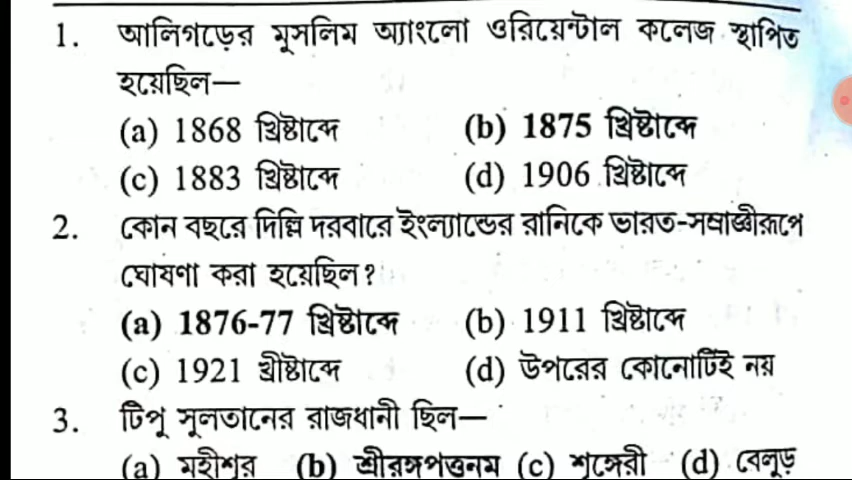 1. আলিগড়ের মুসলিম অ্যাংলো ওরিয়েন্টাল কলেজ স্থাপিত
হয়েছিল—
(a) 1868 খ্রিষ্টাব্দে (b) 1875 খ্রিষ্টাব্দে
(c) 1883 খ্রিষ্টাব্দে (d) 1906 খ্রিষ্টাব্দে
2. কোন বছরে দিল্লি দরবারে ইংল্যান্ডের রানিকে ভারত-সম্রাজ্ঞীরূপে
ঘোষণা করা হয়েছিল?
(a) 1876-77 খ্রিষ্টাব্দে (b) 1911 খ্রিষ্টাব্দে
(c) 1921 খ্রীষ্টাব্দে (d) উপরের কোনোটিই নয়
3. টিপু সুলতানের রাজধানী ছিল—
(a) মহীশূর (b) শ্রীরঙ্গপত্তনম (c) শৃঙ্গেরী (d) বেলুড়